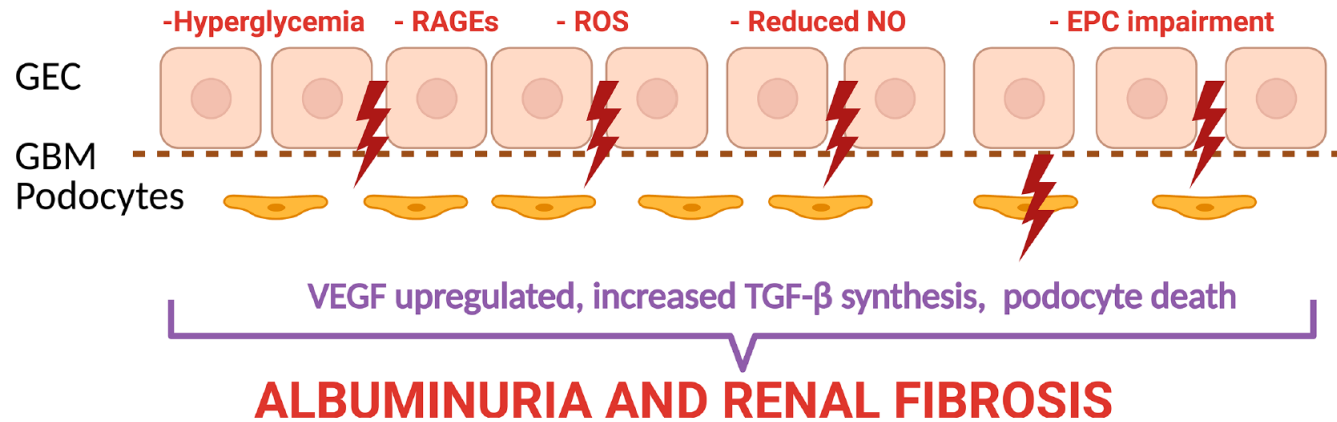 -Hyperglycemia - RAGEs - ROS - Reduced NO - EPC impairment
GEC
GBM
Podocytes
VEGF upregulated, increased TGF-β synthesis, podocyte death
ALBUMINURIA AND RENAL FIBROSIS